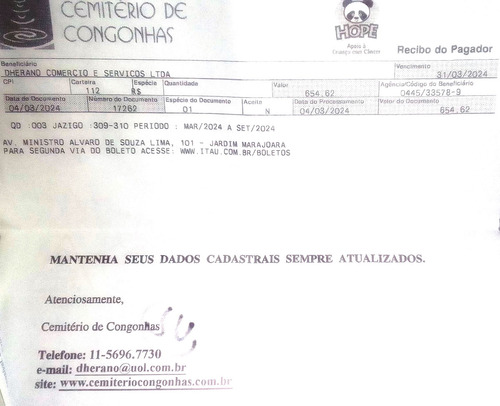 CEMITÉRIO DE
CONGONHAS
HOPE
Apoio à
Criança com Câncer
Recibo do Pagador
Beneficiário
Vencimento
DHERANO COMERCIO E SERVICOS LTDA
31/03/2024
Carteira
Espécie
Quantidade
Valor
Agência/Código do Beneficiário
112
R$
654.62
0445/33578-9
Data do Documento
Número do Documento
Espécie do Documento
Aceite
Data do Processamento
Valor do Documento
04/03/2024
17262
D1
N
04/03/2024
654.62
QD :003 JAZIGO :309-310 PERIODO : MAR/2024 A SET/2024
AV. MINISTRO ALVARO DE SOUZA LIMA, 101 - JARDIM MARAJOARA
PARA SEGUNDA VIA DO BOLETO ACESSE: WWW.ITAU.COM.BR/BOLETOS
MANTENHA SEUS DADOS CADASTRAIS SEMPRE ATUALIZADOS.
Atenciosamente,
Cemitério de Congonhas
Telefone: 11-5696.7730
e-mail: dherano@uol.com.br
site: www.cemiteriocongonhas.com.br